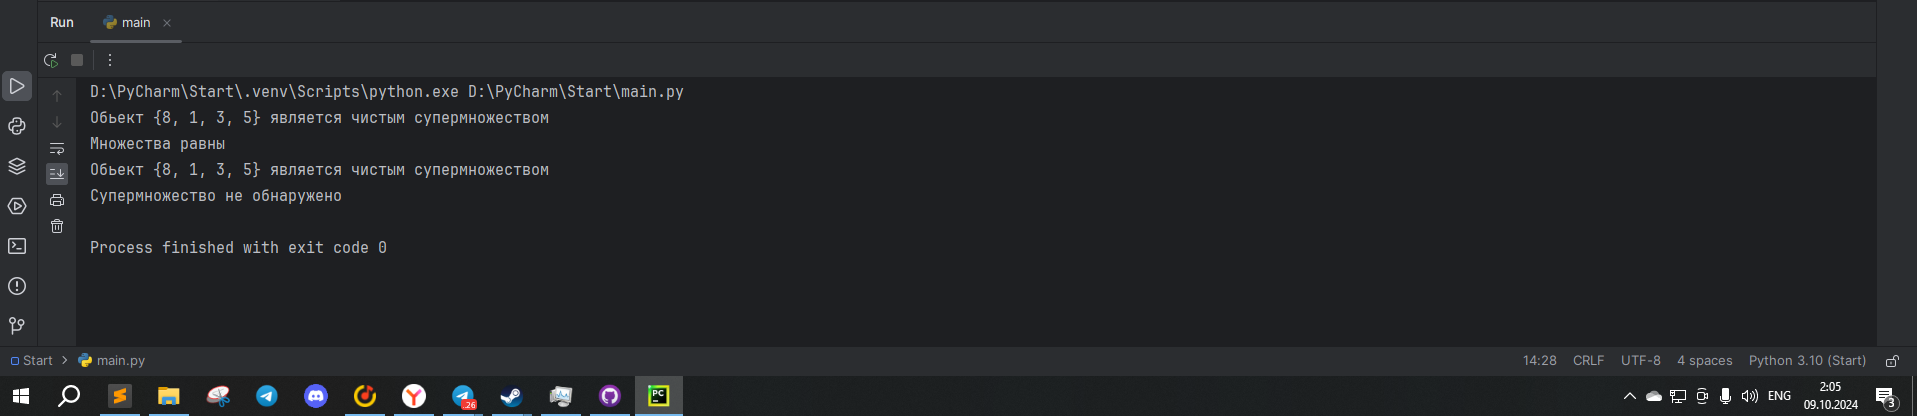 Run main
D:\PyCharm\Start\.venv\Scripts\python.exe D:\PyCharm\Start\main.py
Обьект {8, 1, 3, 5} является чистым супермножеством
Множества равны
Обьект {8, 1, 3, 5} является чистым супермножеством
Супермножество не обнаружено
Process finished with exit code 0
Start > main.py 14:28 CRLF UTF-8 4 spaces Python 3.10 (Start)
26 PC ENG 2:05
09.10.2024 3